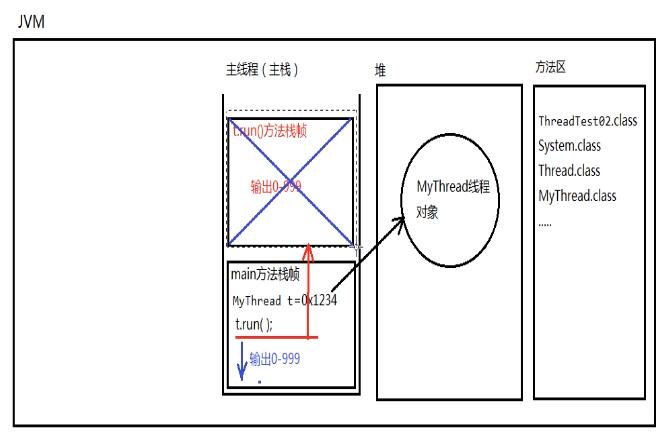 JVM
主线程（主栈）
堆
方法区
t.run()方法栈帧
输出0-999
MyThread线程
对象
ThreadTest02.class
System.class
Thread.class
MyThread.class
.....
main方法栈帧
MyThread t=0x1234
t.run( );
输出0-999